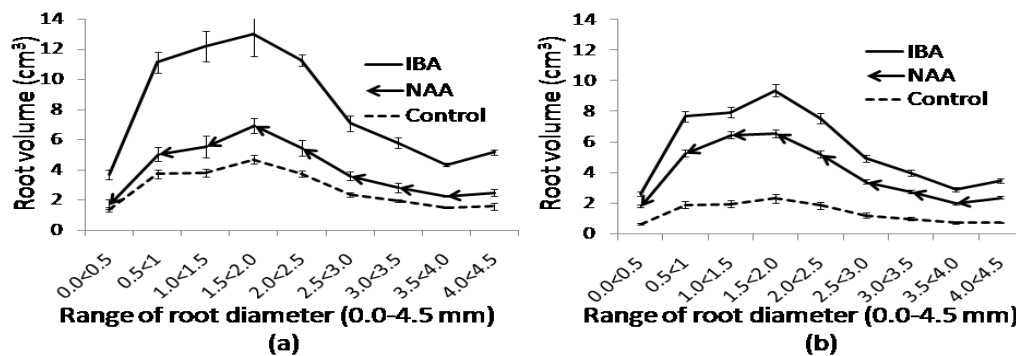 14
12
10
8
6
4
2
0
Root volume (cm³)
IBA
NAA
Control
0.0<0.5
0.5<1
1.0<1.5
1.5<2.0
2.0<2.5
2.5<3.0
3.0<3.5
3.5<4.0
4.0<4.5
Range of root diameter (0.0-4.5 mm)
(a)
14
12
10
8
6
4
2
0
Root volume (cm³)
IBA
NAA
Control
0.0<0.5
0.5<1
1.0<1.5
1.5<2.0
2.0<2.5
2.5<3.0
3.0<3.5
3.5<4.0
4.0<4.5
Range of root diameter (0.0-4.5 mm)
(b)